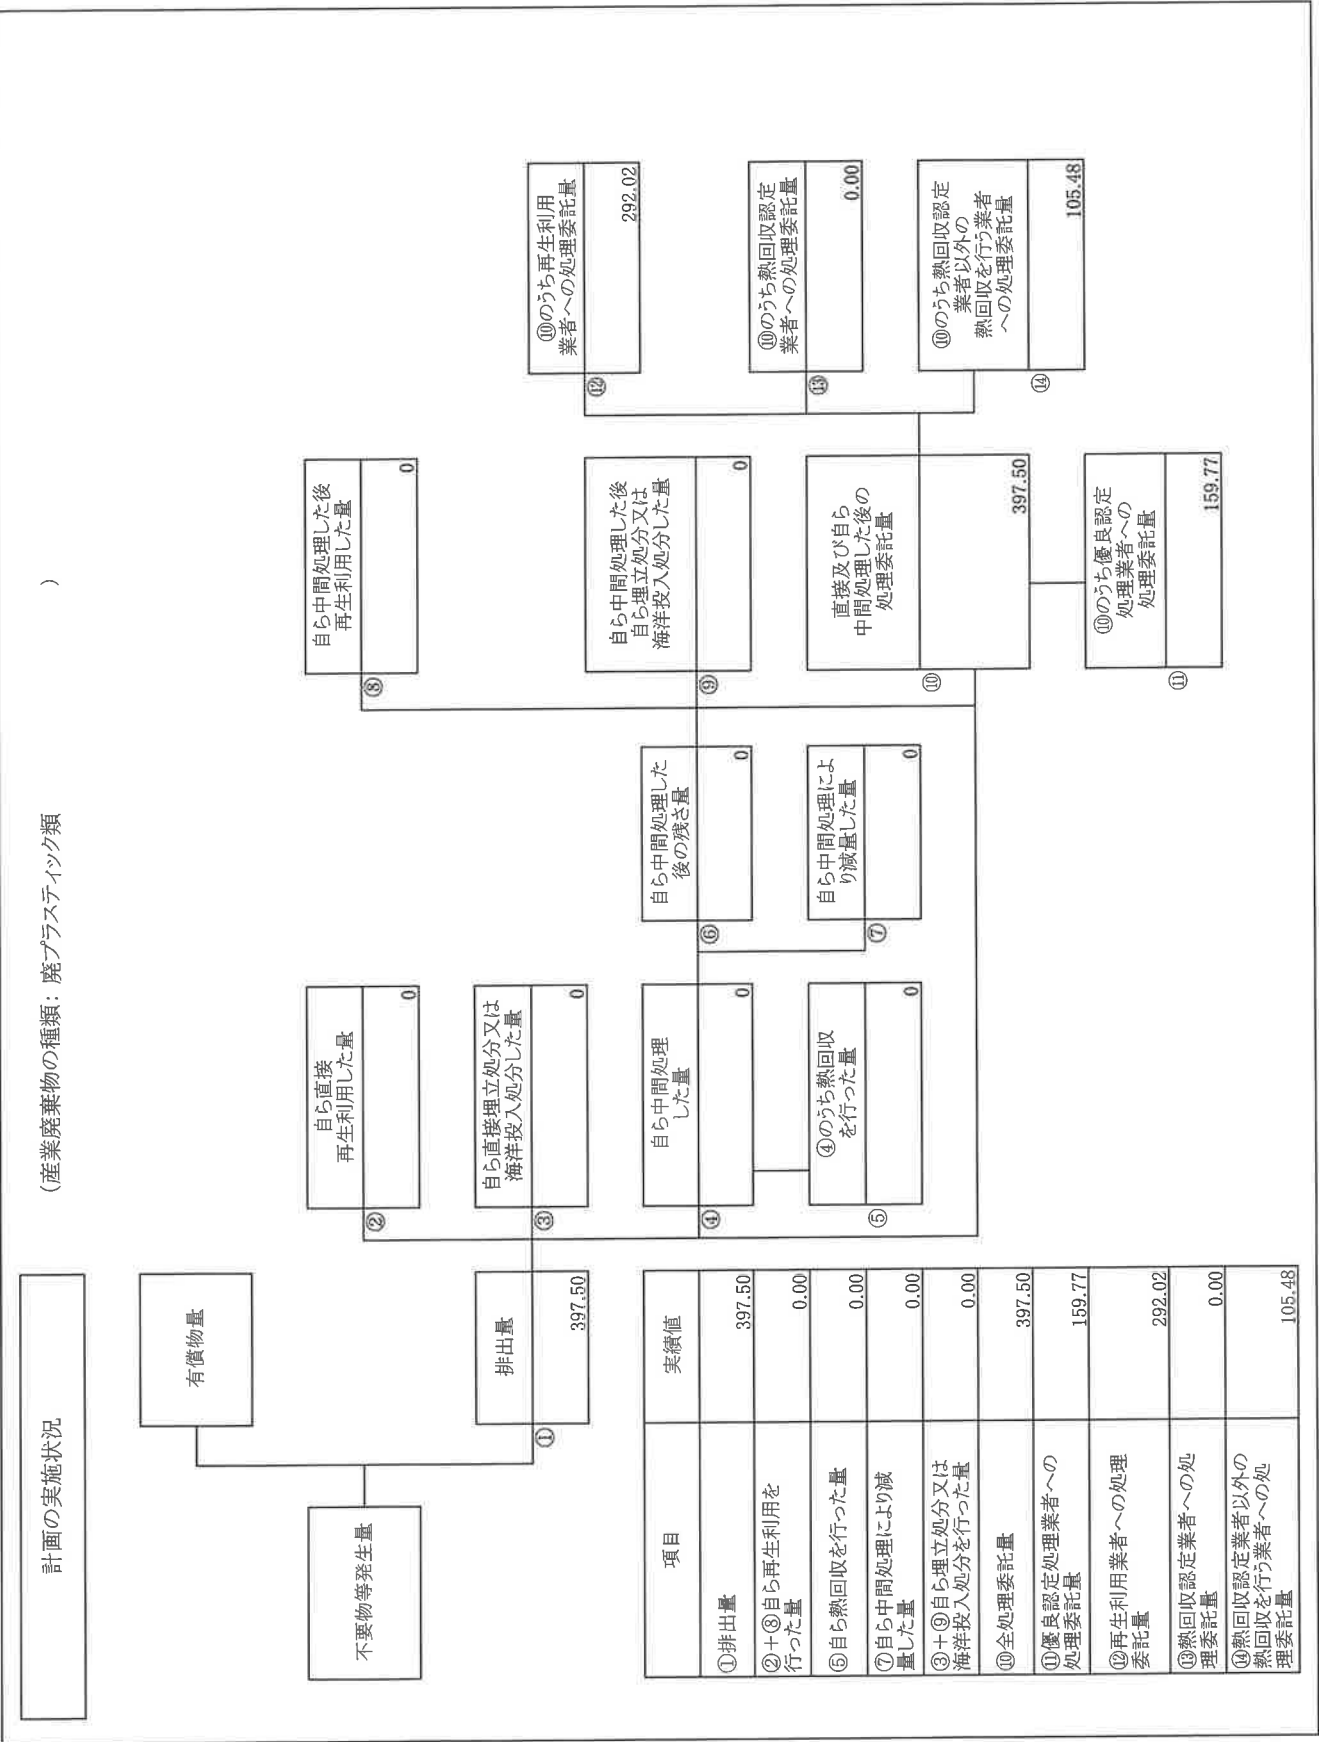 計画の実施状況
(産業廃棄物の種類：廃プラスティック類
)
不要物等発生量
有償物量
①
排出量
397.50
②
自ら直接
再生利用した量
0
③
自ら直接埋立処分又は
海洋投入処分した量
0
④
自ら中間処理
した量
0
⑤
④のうち熱回収
を行った量
0
⑥
自ら中間処理した
後の残さ量
0
⑦
自ら中間処理によ
り減量した量
0
⑧
自ら中間処理した後
再生利用した量
0
⑨
自ら中間処理した後
自ら埋立処分又は
海洋投入処分した量
0
⑩
直接及び自ら
中間処理した後の
処理委託量
397.50
⑪
⑩のうち優良認定
処理業者への
処理委託量
159.77
⑫
⑩のうち再生利用
業者への処理委託量
292.02
⑬
⑩のうち熱回収認定
業者への処理委託量
0.00
⑭
⑩のうち熱回収認定
業者以外の
熱回収を行う業者
への処理委託量
105.48
項目
実績値
①排出量
397.50
②＋⑧自ら再生利用を
行った量
0.00
⑤自ら熱回収を行った量
0.00
⑦自ら中間処理により減
量した量
0.00
③＋⑨自ら埋立処分又は
海洋投入処分を行った量
0.00
⑩全処理委託量
397.50
⑪優良認定処理業者への
処理委託量
159.77
⑫再生利用業者への処理
委託量
292.02
⑬熱回収認定業者への処
理委託量
0.00
⑭熱回収認定業者以外の
熱回収を行う業者への処
理委託量
105.48